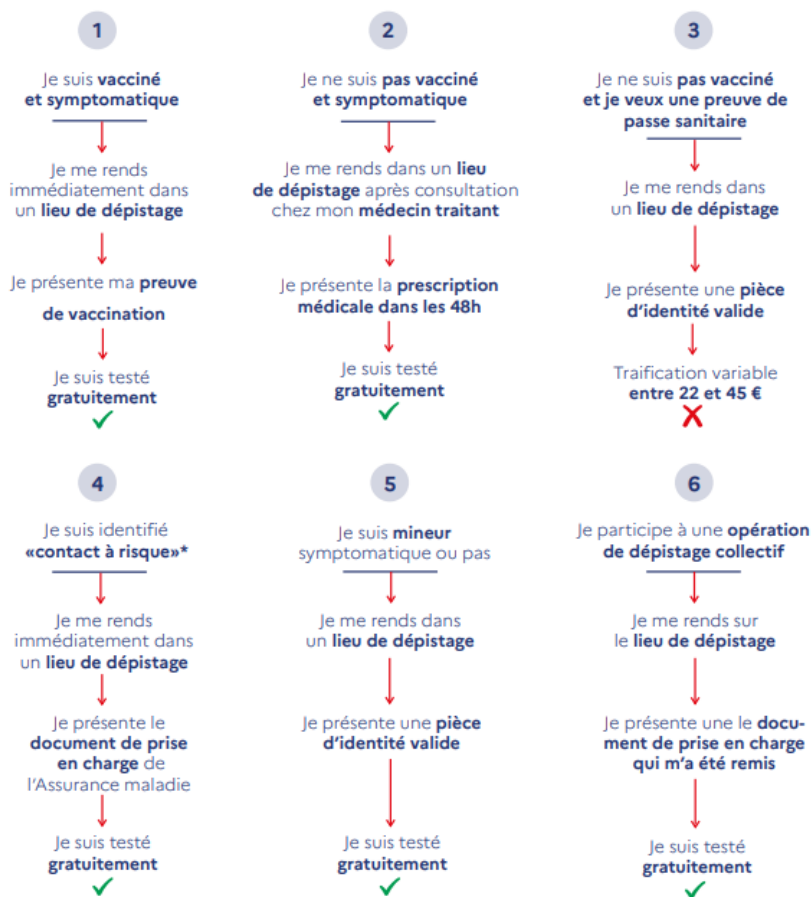 1
Je suis vacciné
et symptomatique
Je me rends
immédiatement dans
un lieu de dépistage
Je présente ma preuve
de vaccination
Je suis testé
gratuitement
2
Je ne suis pas vacciné
et symptomatique
Je me rends dans un lieu
de dépistage après consultation
chez mon médecin traitant
Je présente la prescription
médicale dans les 48h
Je suis testé
gratuitement
3
Je ne suis pas vacciné
et je veux une preuve de
passe sanitaire
Je me rends dans
un lieu de dépistage
Je présente une pièce
d'identité valide
Traification variable
entre 22 et 45 €
4
Je suis identifié
«contact à risque»*
Je me rends
immédiatement dans
un lieu de dépistage
Je présente le
document de prise
en charge de
l'Assurance maladie
Je suis testé
gratuitement
5
Je suis mineur
symptomatique ou pas
Je me rends dans
un lieu de dépistage
Je présente une pièce
d'identité valide
Je suis testé
gratuitement
6
Je participe à une opération
de dépistage collectif
Je me rends sur
le lieu de dépistage
Je présente une le docu-
ment de prise en charge
qui m'a été remis
Je suis testé
gratuitement